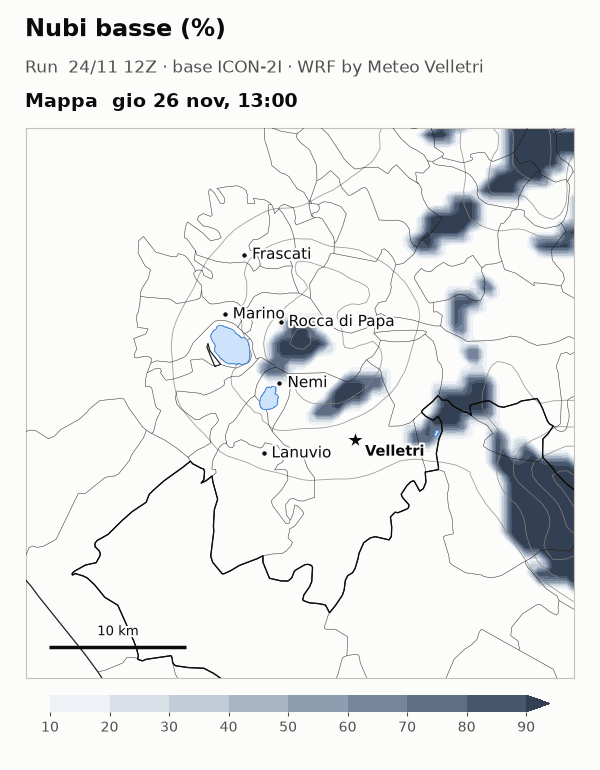 Nubi basse (%)
Run  24/11 12Z · base ICON-2I · WRF by Meteo Velletri
Mappa  gio 26 nov, 13:00
Frascati
Marino
Rocca di Papa
Nemi
Velletri
Lanuvio
10 km
10 20 30 40 50 60 70 80 90